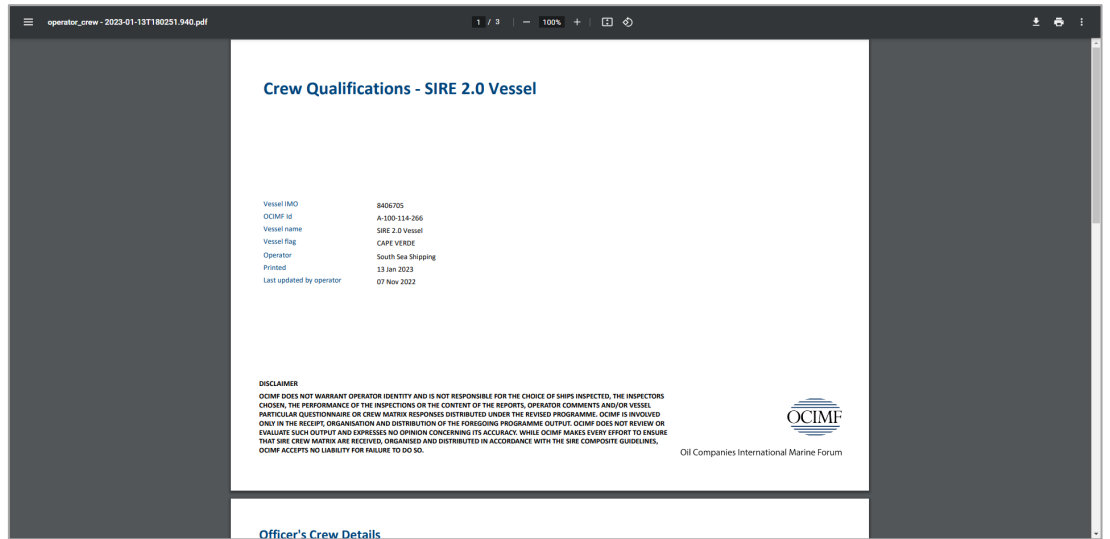 operator_crew - 2023-01-13T180251.940.pdf
1 / 3
100%
Crew Qualifications - SIRE 2.0 Vessel
Vessel IMO 8406705
OCIMF Id A-100-114-266
Vessel name SIRE 2.0 Vessel
Vessel flag CAPE VERDE
Operator South Sea Shipping
Printed 13 Jan 2023
Last updated by operator 07 Nov 2022
DISCLAIMER
OCIMF DOES NOT WARRANT OPERATOR IDENTITY AND IS NOT RESPONSIBLE FOR THE CHOICE OF SHIPS INSPECTED, THE INSPECTORS
CHOSEN, THE PERFORMANCE OF THE INSPECTIONS OR THE CONTENT OF THE REPORTS, OPERATOR COMMENTS AND/OR VESSEL
PARTICULAR QUESTIONNAIRE OR CREW MATRIX RESPONSES DISTRIBUTED UNDER THE REVISED PROGRAMME. OCIMF IS INVOLVED
ONLY IN THE RECEIPT, ORGANISATION AND DISTRIBUTION OF THE FOREGOING PROGRAMME OUTPUT. OCIMF DOES NOT REVIEW OR
EVALUATE SUCH OUTPUT AND EXPRESSES NO OPINION CONCERNING ITS ACCURACY. WHILE OCIMF MAKES EVERY EFFORT TO ENSURE
THAT SIRE CREW MATRIX ARE RECEIVED, ORGANISED AND DISTRIBUTED IN ACCORDANCE WITH THE SIRE COMPOSITE GUIDELINES,
OCIMF ACCEPTS NO LIABILITY FOR FAILURE TO DO SO.
OCIMF
Oil Companies International Marine Forum
Officer's Crew Details